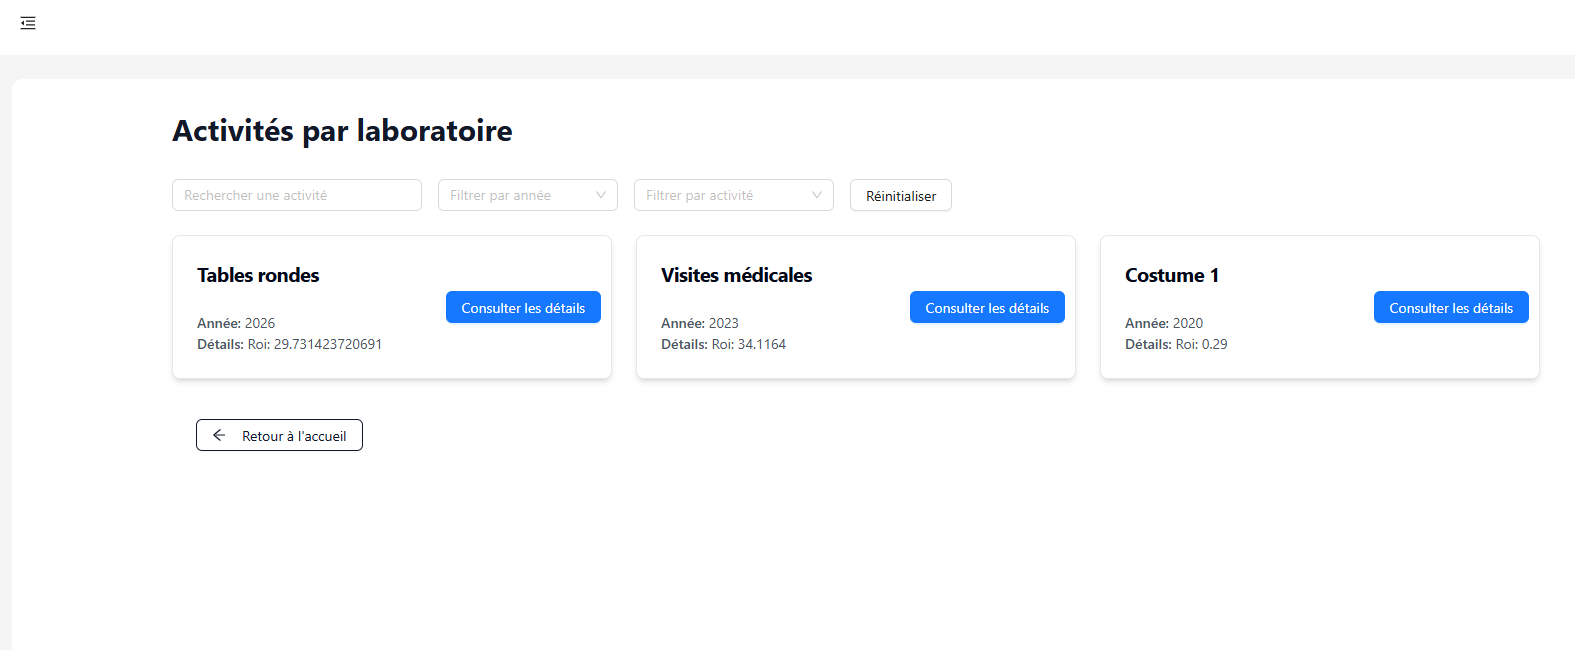 Activités par laboratoire
Rechercher une activité
Filtrer par année
Filtrer par activité
Réinitialiser
Tables rondes
Consulter les détails
Année: 2026
Détails: Roi: 29.731423720691
Visites médicales
Consulter les détails
Année: 2023
Détails: Roi: 34.1164
Costume 1
Consulter les détails
Année: 2020
Détails: Roi: 0.29
Retour à l'accueil